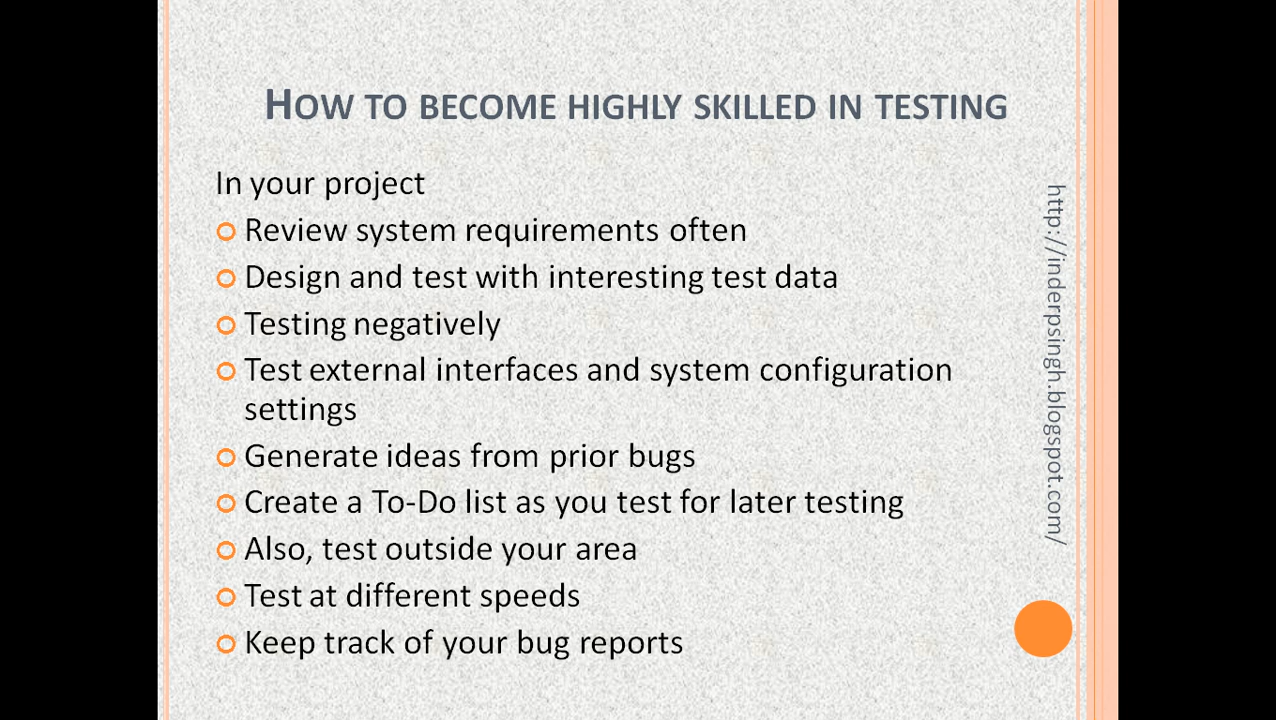 HOW TO BECOME HIGHLY SKILLED IN TESTING
In your project
Review system requirements often
Design and test with interesting test data
Testing negatively
Test external interfaces and system configuration
settings
Generate ideas from prior bugs
Create a To-Do list as you test for later testing
Also, test outside your area
Test at different speeds
Keep track of your bug reports
http://inderpsingh.blogspot.com/